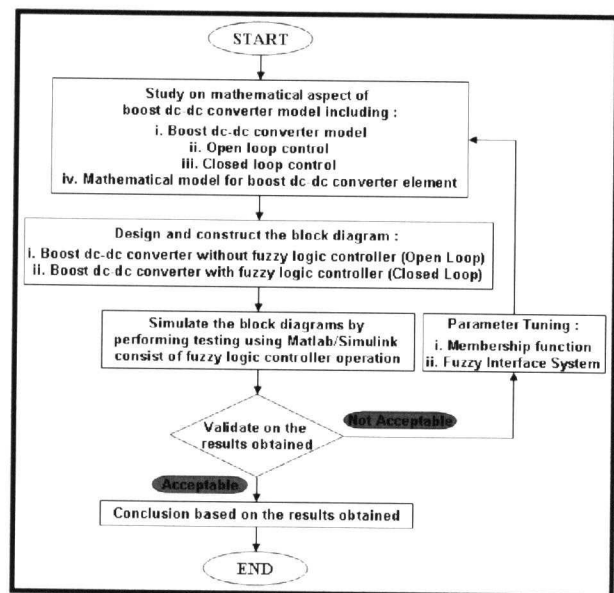 START
Study on mathematical aspect of
boost dc-dc converter model including :
i. Boost dc-dc converter model
ii. Open loop control
iii. Closed loop control
iv. Mathematical model for boost dc-dc converter element
Design and construct the block diagram :
i. Boost dc-dc converter without fuzzy logic controller (Open Loop)
ii. Boost dc-dc converter with fuzzy logic controller (Closed Loop)
Simulate the block diagrams by
performing testing using Matlab/Simulink
consist of fuzzy logic controller operation
Parameter Tuning :
i. Membership function
ii. Fuzzy Interface System
Validate on the
results obtained
Not Acceptable
Acceptable
Conclusion based on the results obtained
END